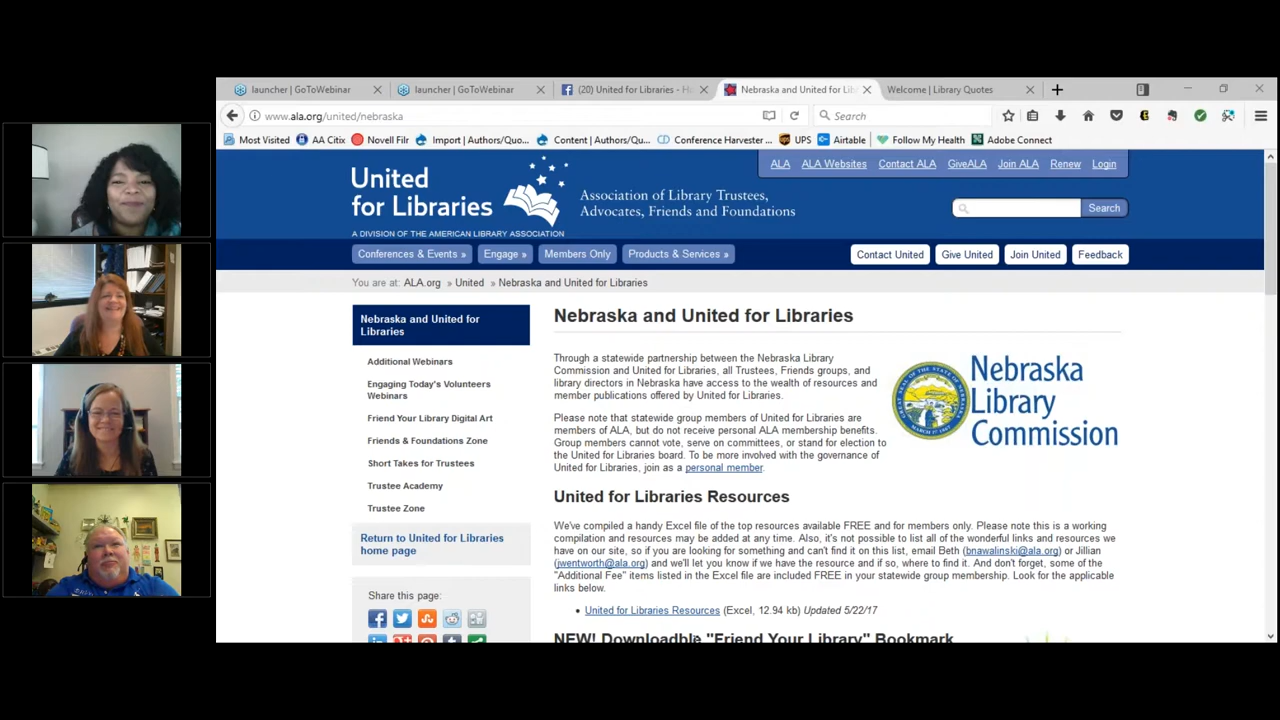 launcher | GoToWebinar
launcher | GoToWebinar
(20) United for Libraries - H
Nebraska and United for Lib
Welcome | Library Quotes
www.ala.org/united/nebraska
Search
Most Visited
AA Citix
Novell Filr
Import | Authors/Quo...
Content | Authors/Qu...
Conference Harvester ...
UPS
Airtable
Follow My Health
Adobe Connect
United
for Libraries
A DIVISION OF THE AMERICAN LIBRARY ASSOCIATION
Association of Library Trustees,
Advocates, Friends and Foundations
ALA ALA Websites Contact ALA GiveALA Join ALA Renew Login
Search
Conferences & Events » Engage » Members Only Products & Services »
Contact United Give United Join United Feedback
You are at: ALA.org » United » Nebraska and United for Libraries
Nebraska and United for
Libraries
Additional Webinars
Engaging Today's Volunteers
Webinars
Friend Your Library Digital Art
Friends & Foundations Zone
Short Takes for Trustees
Trustee Academy
Trustee Zone
Return to United for Libraries
home page
Share this page:
Nebraska and United for Libraries
Through a statewide partnership between the Nebraska Library
Commission and United for Libraries, all Trustees, Friends groups, and
library directors in Nebraska have access to the wealth of resources and
member publications offered by United for Libraries.
Please note that statewide group members of United for Libraries are
members of ALA, but do not receive personal ALA membership benefits.
Group members cannot vote, serve on committees, or stand for election to
the United for Libraries board. To be more involved with the governance of
United for Libraries, join as a personal member.
Nebraska
Library
Commission
United for Libraries Resources
We've compiled a handy Excel file of the top resources available FREE and for members only. Please note this is a working
compilation and resources may be added at any time. Also, it's not possible to list all of the wonderful links and resources we
have on our site, so if you are looking for something and can't find it on this list, email Beth (bnawalinski@ala.org) or Jillian
(jwentworth@ala.org) and we'll let you know if we have the resource and if so, where to find it. And don't forget, some of the
"Additional Fee" items listed in the Excel file are included FREE in your statewide group membership. Look for the applicable
links below.
• United for Libraries Resources (Excel, 12.94 kb) Updated 5/22/17
NEW! Downloadable "Friend Your Library" Bookmark